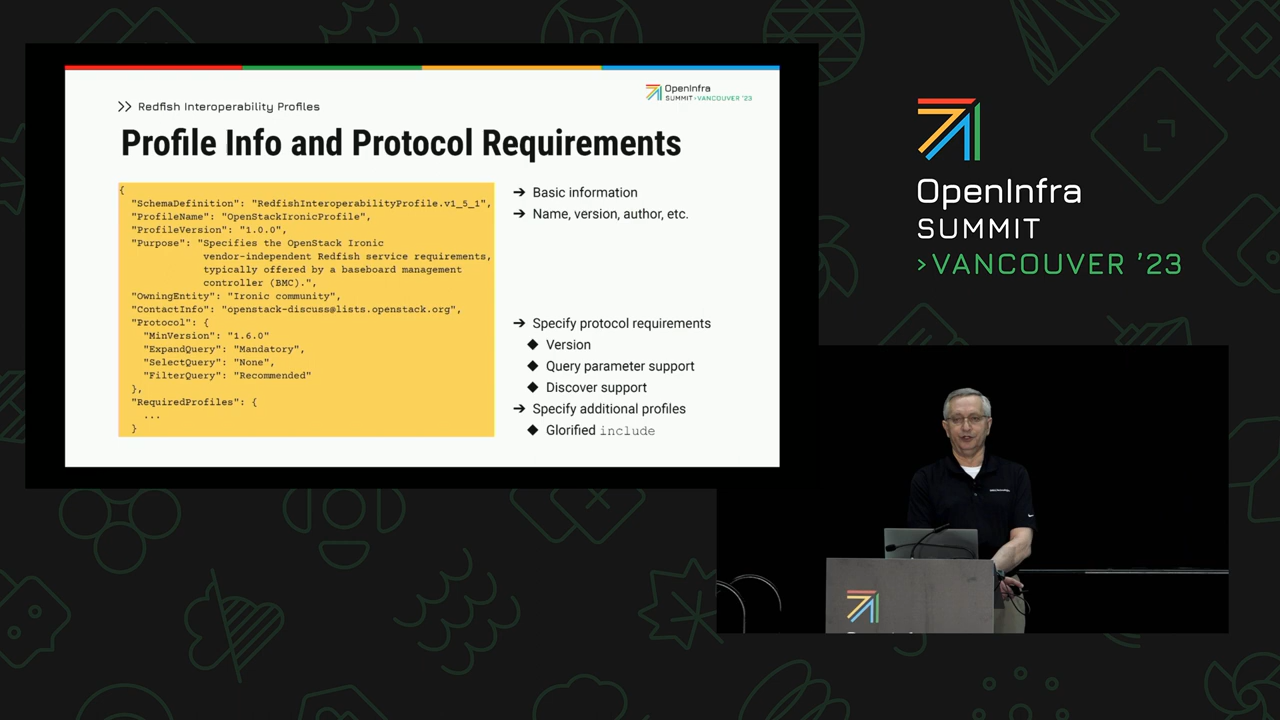 >> Redfish Interoperability Profiles
OpenInfra
SUMMIT >VANCOUVER '23
Profile Info and Protocol Requirements
{
"SchemaDefinition": "RedfishInteroperabilityProfile.v1_5_1",
"ProfileName": "OpenStackIronicProfile",
"ProfileVersion": "1.0.0",
"Purpose": "Specifies the OpenStack Ironic
vendor-independent Redfish service requirements,
typically offered by a baseboard management
controller (BMC).",
"OwningEntity": "Ironic community",
"ContactInfo": "openstack-discuss@lists.openstack.org",
"Protocol": {
"MinVersion": "1.6.0"
"ExpandQuery": "Mandatory",
"SelectQuery": "None",
"FilterQuery": "Recommended"
},
"RequiredProfiles": {
...
}
➔ Basic information
➔ Name, version, author, etc.
➔ Specify protocol requirements
◆ Version
◆ Query parameter support
◆ Discover support
➔ Specify additional profiles
◆ Glorified include
OpenInfra
SUMMIT
>VANCOUVER '23